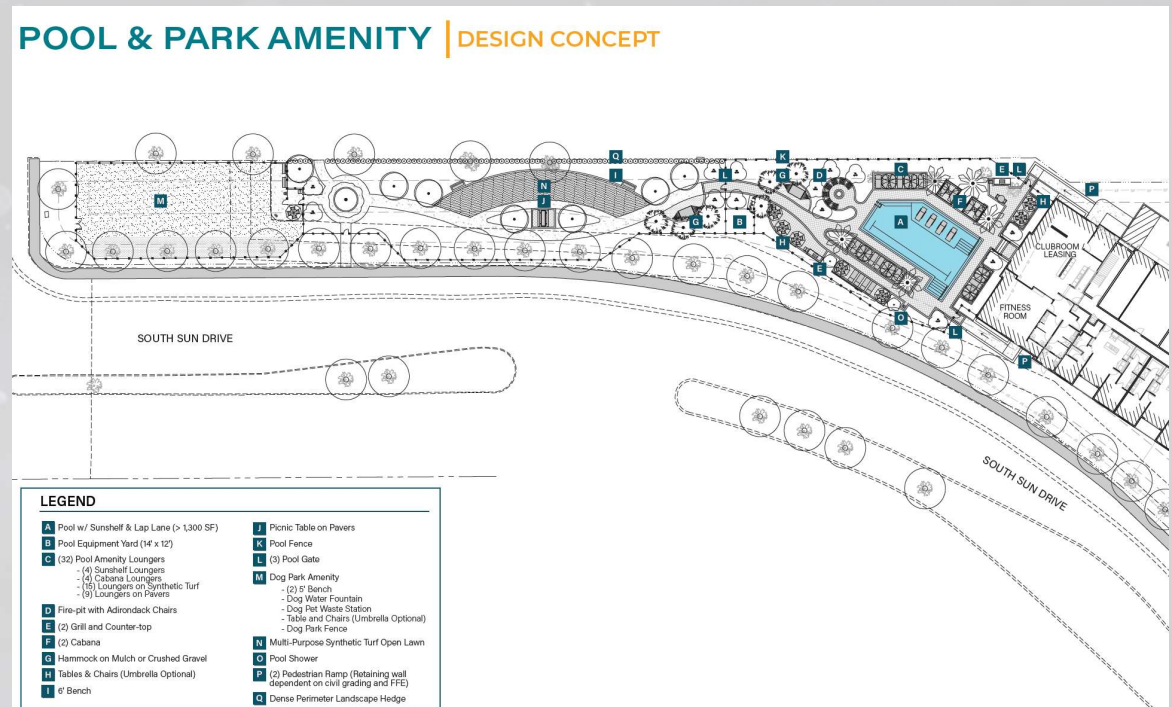 POOL & PARK AMENITY | DESIGN CONCEPT
Q
K
I
L
G
D
C
E
L
P
N
J
M
F
H
G
B
A
H
E
O
L
P
CLUBROOM /
LEASING
FITNESS
ROOM
SOUTH SUN DRIVE
SOUTH SUN DRIVE
LEGEND
A Pool w/ Sunshelf & Lap Lane (> 1,300 SF)
B Pool Equipment Yard (14' x 12')
C (32) Pool Amenity Loungers
- (4) Sunshelf Loungers
- (4) Cabana Loungers
- (15) Loungers on Synthetic Turf
- (9) Loungers on Pavers
D Fire-pit with Adirondack Chairs
E (2) Grill and Counter-top
F (2) Cabana
G Hammock on Mulch or Crushed Gravel
H Tables & Chairs (Umbrella Optional)
I 6' Bench
J Picnic Table on Pavers
K Pool Fence
L (3) Pool Gate
M Dog Park Amenity
- (2) 5' Bench
- Dog Water Fountain
- Dog Pet Waste Station
- Table and Chairs (Umbrella Optional)
- Dog Park Fence
N Multi-Purpose Synthetic Turf Open Lawn
O Pool Shower
P (2) Pedestrian Ramp (Retaining wall
dependent on civil grading and FFE)
Q Dense Perimeter Landscape Hedge